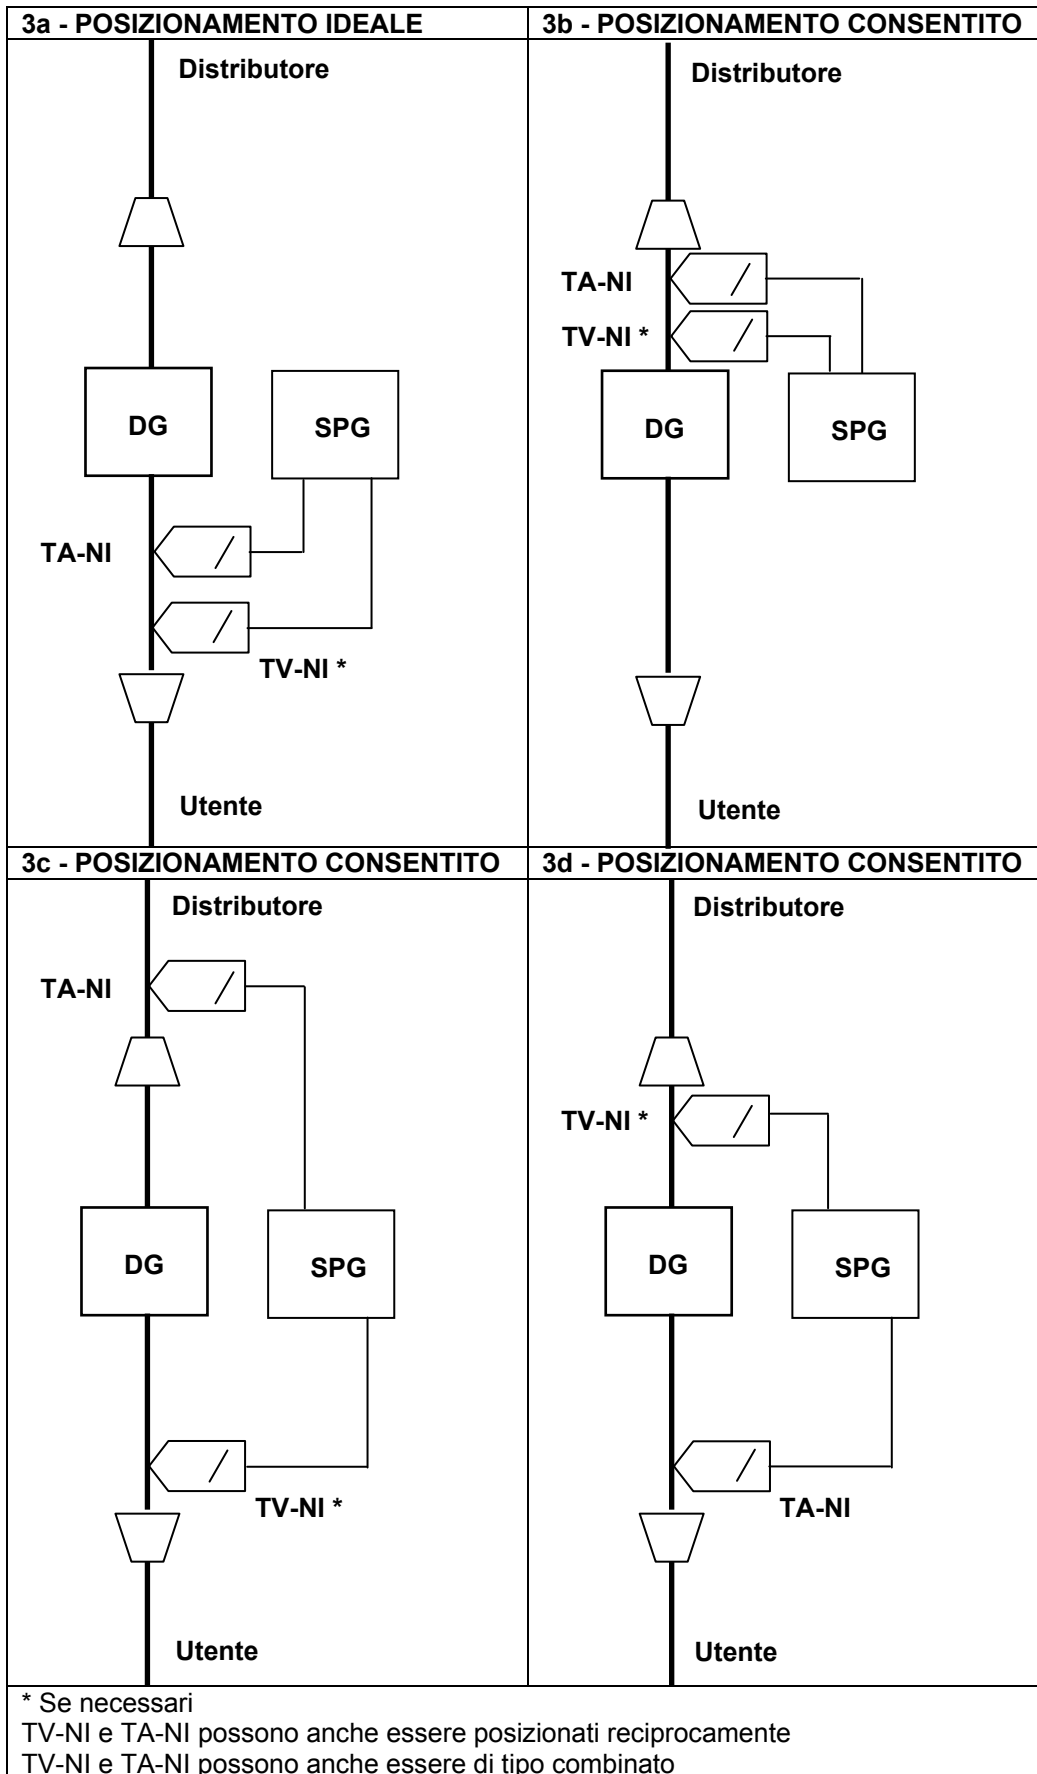 3a - POSIZIONAMENTO IDEALE
Distributore
DG
SPG
TA-NI
TV-NI *
Utente
3b - POSIZIONAMENTO CONSENTITO
Distributore
TA-NI
TV-NI *
DG
SPG
Utente
3c - POSIZIONAMENTO CONSENTITO
Distributore
TA-NI
DG
SPG
TV-NI *
Utente
3d - POSIZIONAMENTO CONSENTITO
Distributore
TV-NI *
DG
SPG
TA-NI
Utente
* Se necessari
TV-NI e TA-NI possono anche essere posizionati reciprocamente
TV-NI e TA-NI possono anche essere di tipo combinato